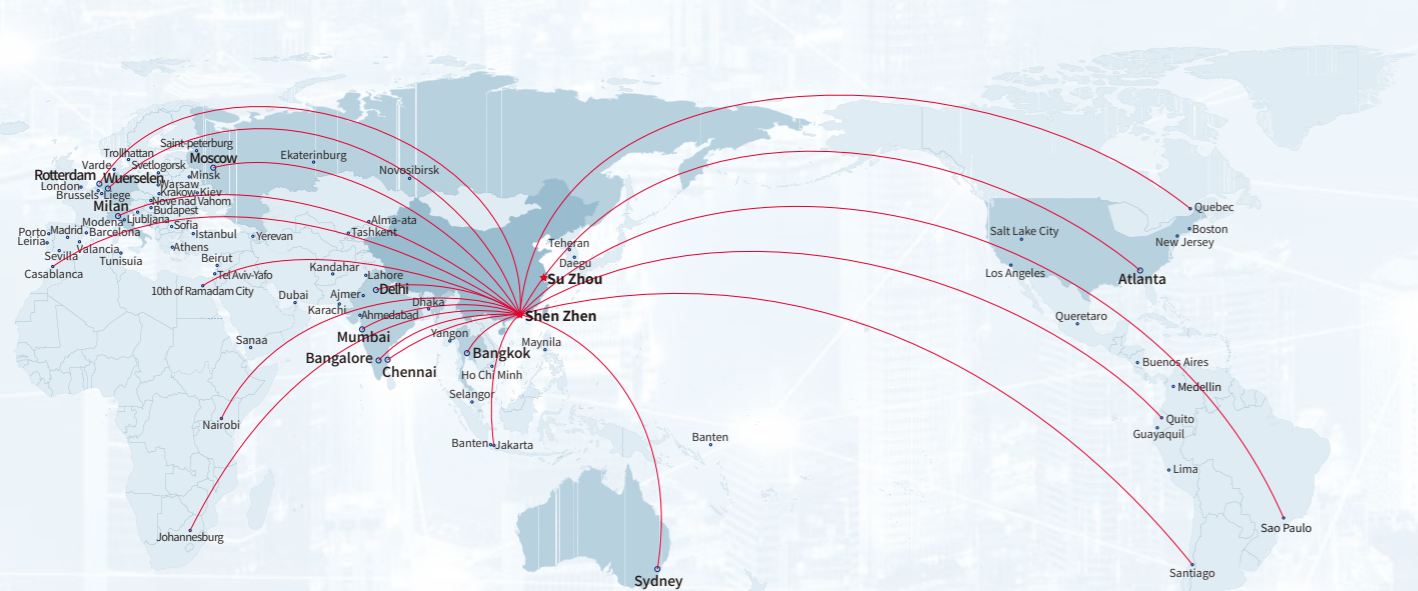 Saint-peterburg
Trollhattan
Moscow
Ekaterinburg
Varde
Svetlogorsk
Novosibirsk
Rotterdam
Wuerselen
Minsk
London
Warsaw
Brussels
Liege
Krakow
Kiev
Milan
Nove nad Vahom
Budapest
Quebec
Modena
Ljubljana
Alma-ata
Porto
Madrid
Barcelona
Sofia
Istanbul
Yerevan
Tashkent
Salt Lake City
Boston
Leiria
Valancia
Athens
Teheran
New Jersey
Sevilla
Tunisuia
Beirut
Daegu
Casablanca
Tel Aviv-Yafo
Kandahar
Lahore
Su Zhou
Los Angeles
Atlanta
10th of Ramadam City
Dubai
Ajmer
Delhi
Karachi
Ahmedabad
Dhaka
Shen Zhen
Queretaro
Sanaa
Mumbai
Yangon
Maynila
Bangalore
Chennai
Bangkok
Buenos Aires
Ho Chi Minh
Medellin
Selangor
Nairobi
Quito
Guayaquil
Banten
Jakarta
Banten
Lima
Johannesburg
Sao Paulo
Sydney
Santiago